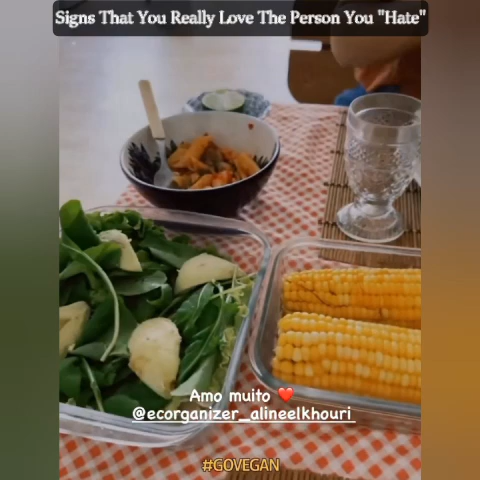 Signs That You Really Love The Person You "Hate"
Amo muito ❤️
@ecorganizer_alineelkhouri
#GOVEGAN